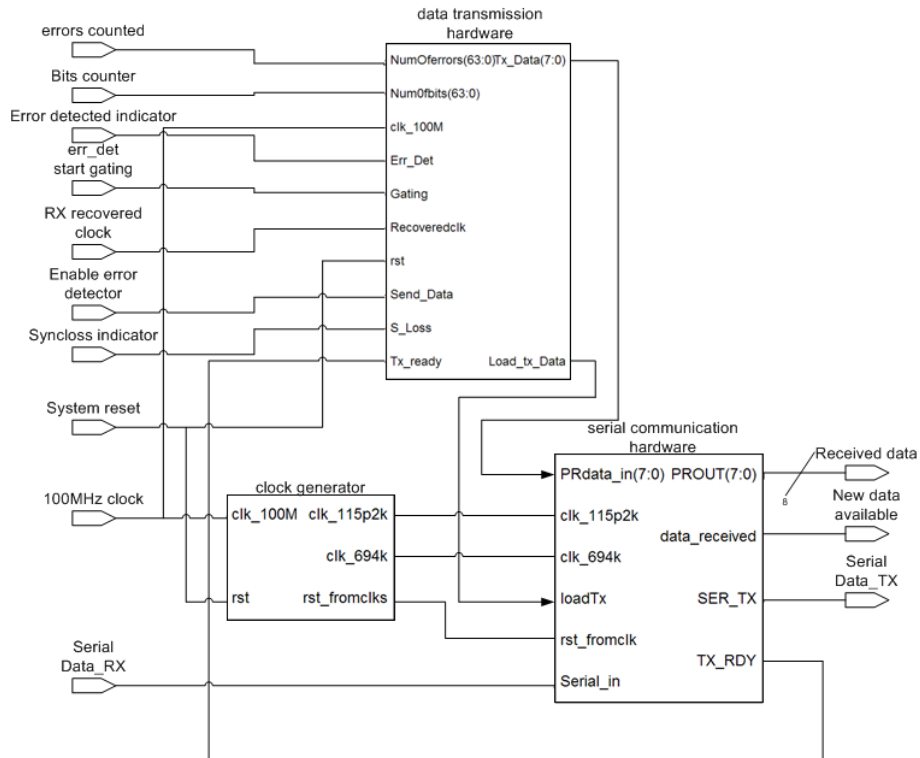 data transmission
hardware
errors counted
NumOferrors(63:0)Tx_Data(7:0)
Bits counter
Num0fbits(63:0)
Error detected indicator
clk_100M
err_det
Err_Det
start gating
Gating
RX recovered
clock
Recoveredclk
rst
Enable error
detector
Send_Data
Syncloss indicator
S_Loss
Tx_ready
Load_tx_Data
System reset
serial communication
hardware
PRdata_in(7:0) PROUT(7:0)
Received data
8
100MHz clock
clock generator
clk_100M clk_115p2k
clk_115p2k
New data
available
data_received
clk_694k
clk_694k
Serial
Data_TX
rst rst_fromclks
loadTx
SER_TX
rst_fromclk
Serial
Data_RX
TX_RDY
Serial_in